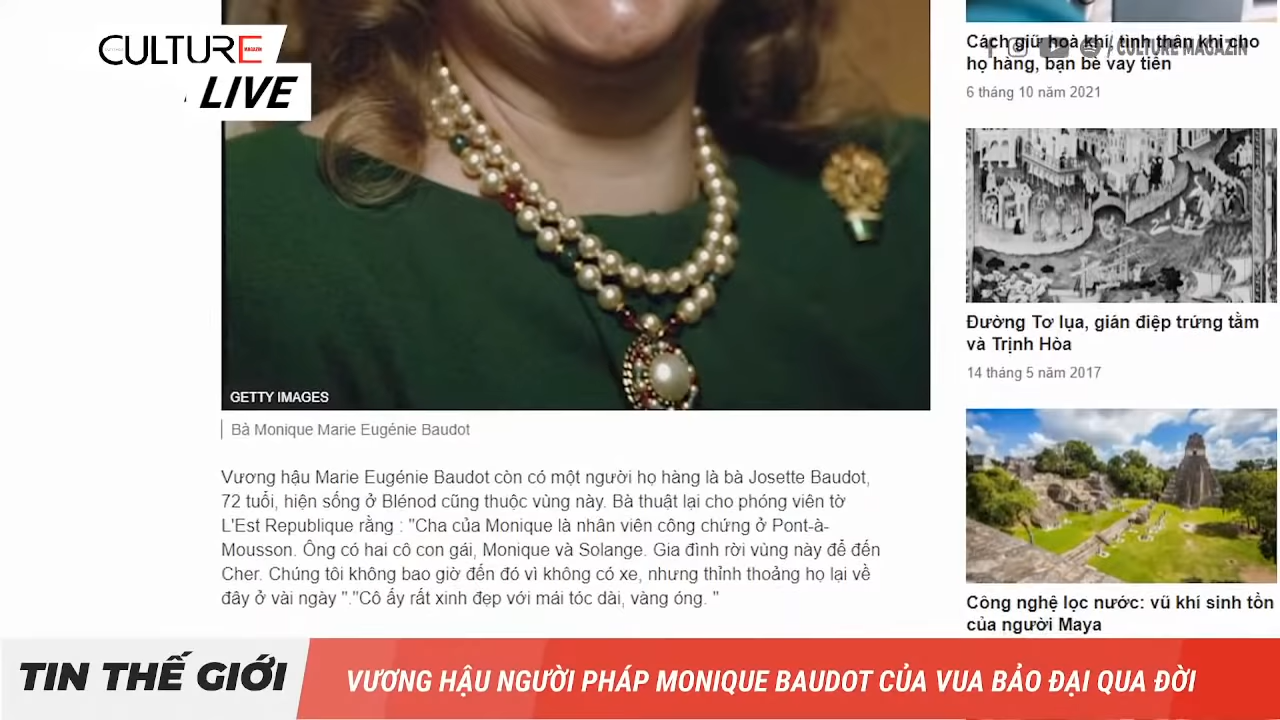 CULTURE
MAGAZIN
LIVE
/ CULTURE MAGAZIN
Cách giữ hoà khí, tình thân khi cho
họ hàng, bạn bè vay tiền
6 tháng 10 năm 2021
Đường Tơ lụa, gián điệp trứng tằm
và Trịnh Hòa
14 tháng 5 năm 2017
Công nghệ lọc nước: vũ khí sinh tồn
của người Maya
GETTY IMAGES
Bà Monique Marie Eugénie Baudot
Vương hậu Marie Eugénie Baudot còn có một người họ hàng là bà Josette Baudot,
72 tuổi, hiện sống ở Blénod cũng thuộc vùng này. Bà thuật lại cho phóng viên tờ
L'Est Republique rằng : "Cha của Monique là nhân viên công chứng ở Pont-à-
Mousson. Ông có hai cô con gái, Monique và Solange. Gia đình rời vùng này để đến
Cher. Chúng tôi không bao giờ đến đó vì không có xe, nhưng thỉnh thoảng họ lại về
đây ở vài ngày "."Cô ấy rất xinh đẹp với mái tóc dài, vàng óng. "
TIN THẾ GIỚI
VƯƠNG HẬU NGƯỜI PHÁP MONIQUE BAUDOT CỦA VUA BẢO ĐẠI QUA ĐỜI